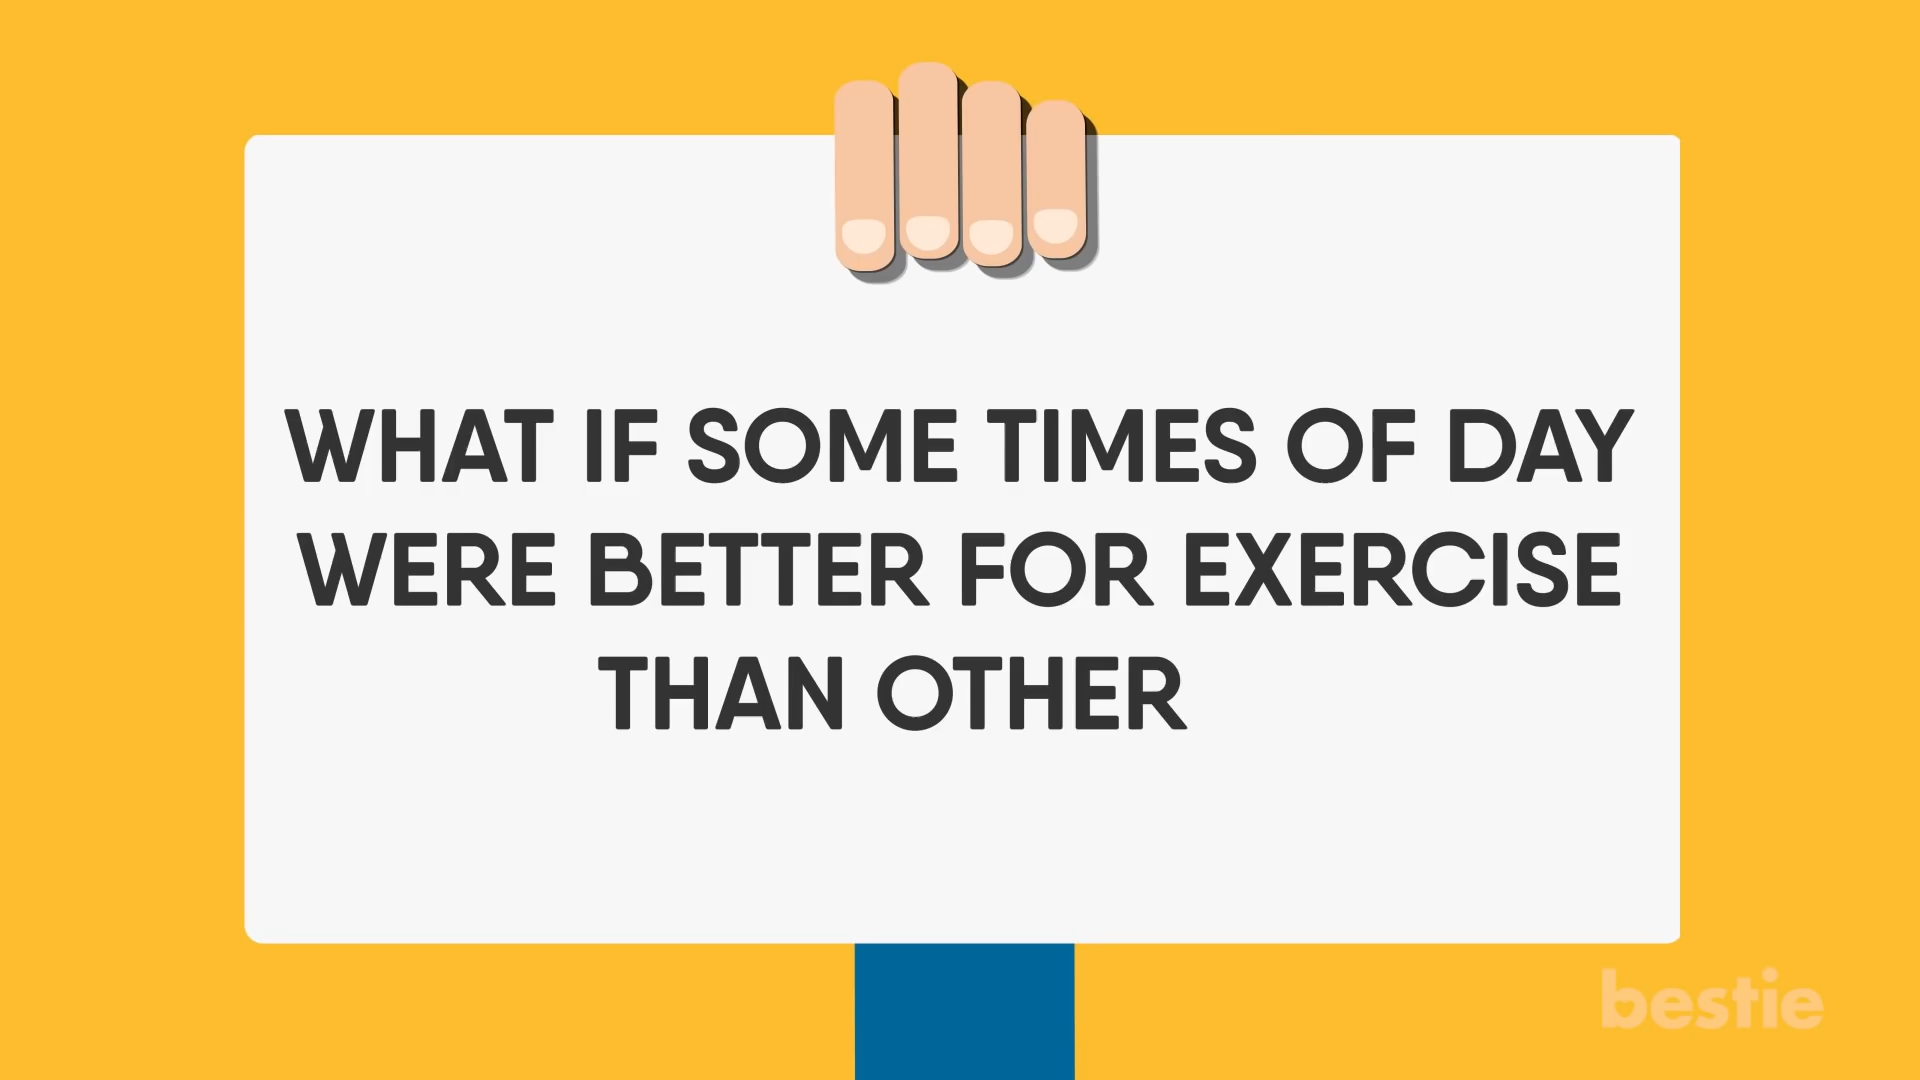 WHAT IF SOME TIMES OF DAY
WERE BETTER FOR EXERCISE
THAN OTHER
bestie